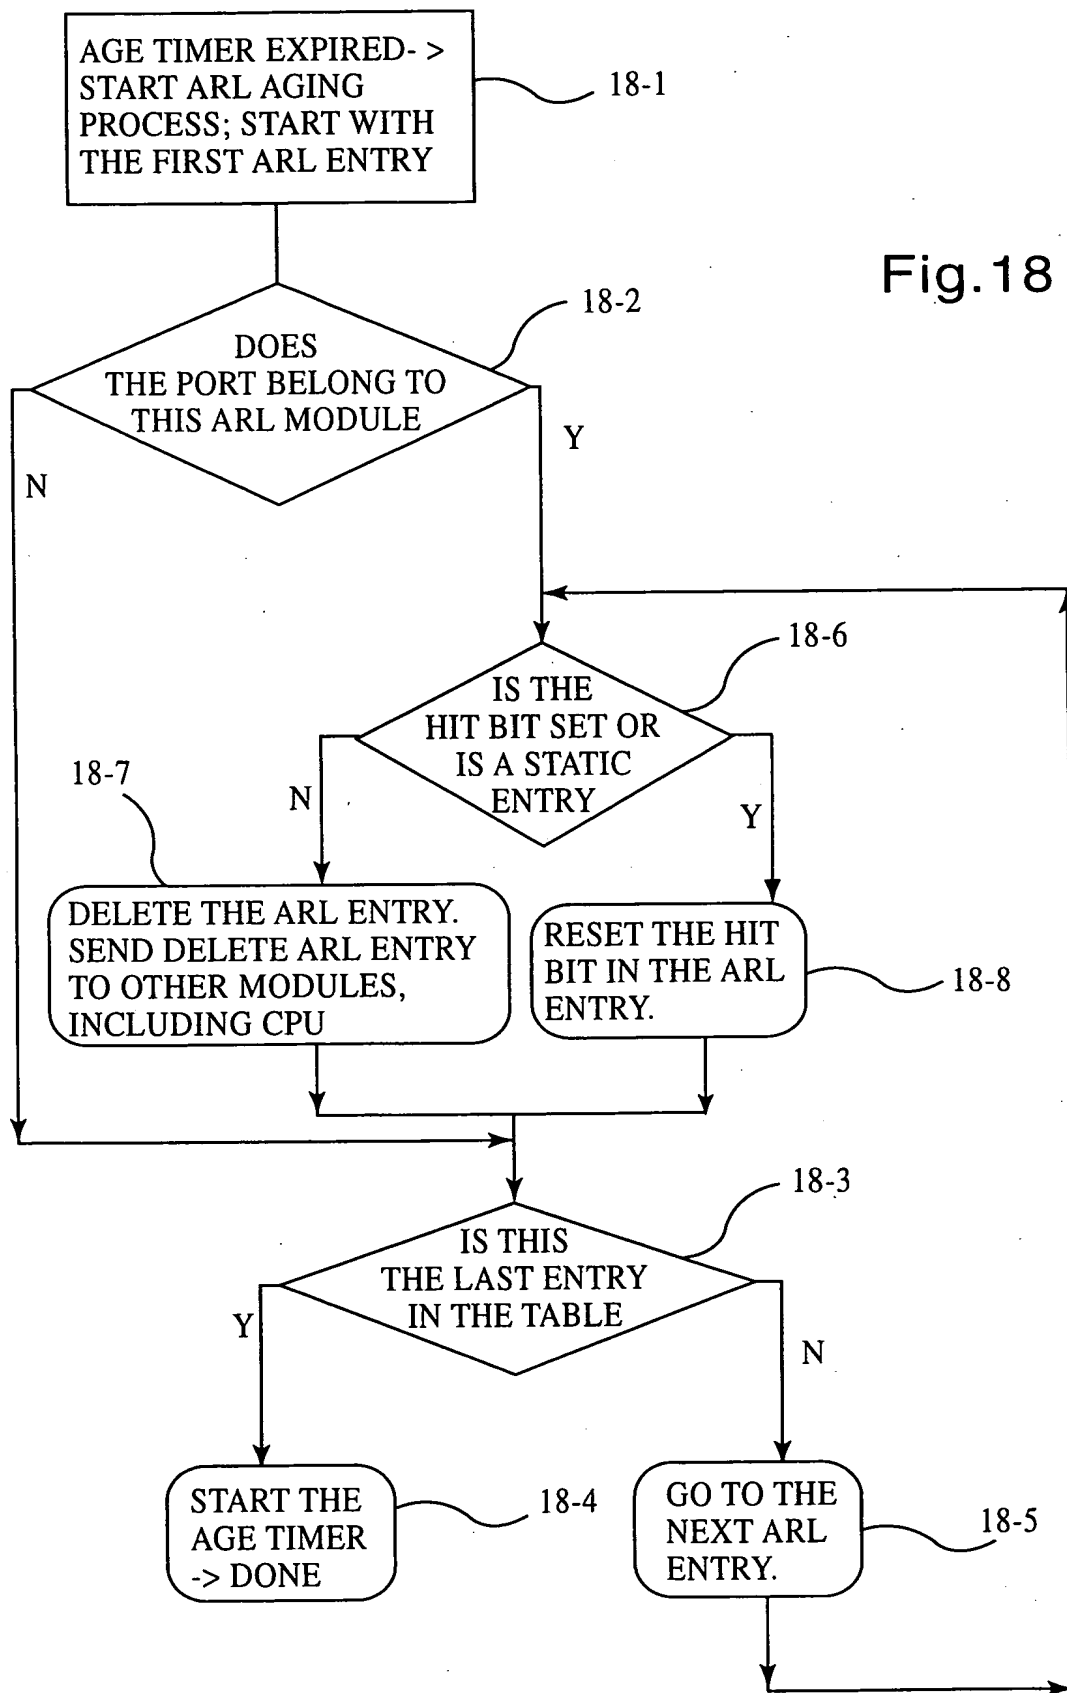 AGE TIMER EXPIRED- >
START ARL AGING
PROCESS; START WITH
THE FIRST ARL ENTRY
18-1
Fig.18
18-2
DOES
THE PORT BELONG TO
THIS ARL MODULE
N
Y
18-6
IS THE
HIT BIT SET OR
IS A STATIC
ENTRY
18-7
N
Y
DELETE THE ARL ENTRY.
SEND DELETE ARL ENTRY
TO OTHER MODULES,
INCLUDING CPU
RESET THE HIT
BIT IN THE ARL
ENTRY.
18-8
18-3
IS THIS
THE LAST ENTRY
IN THE TABLE
Y
N
START THE
AGE TIMER
-> DONE
18-4
GO TO THE
NEXT ARL
ENTRY.
18-5